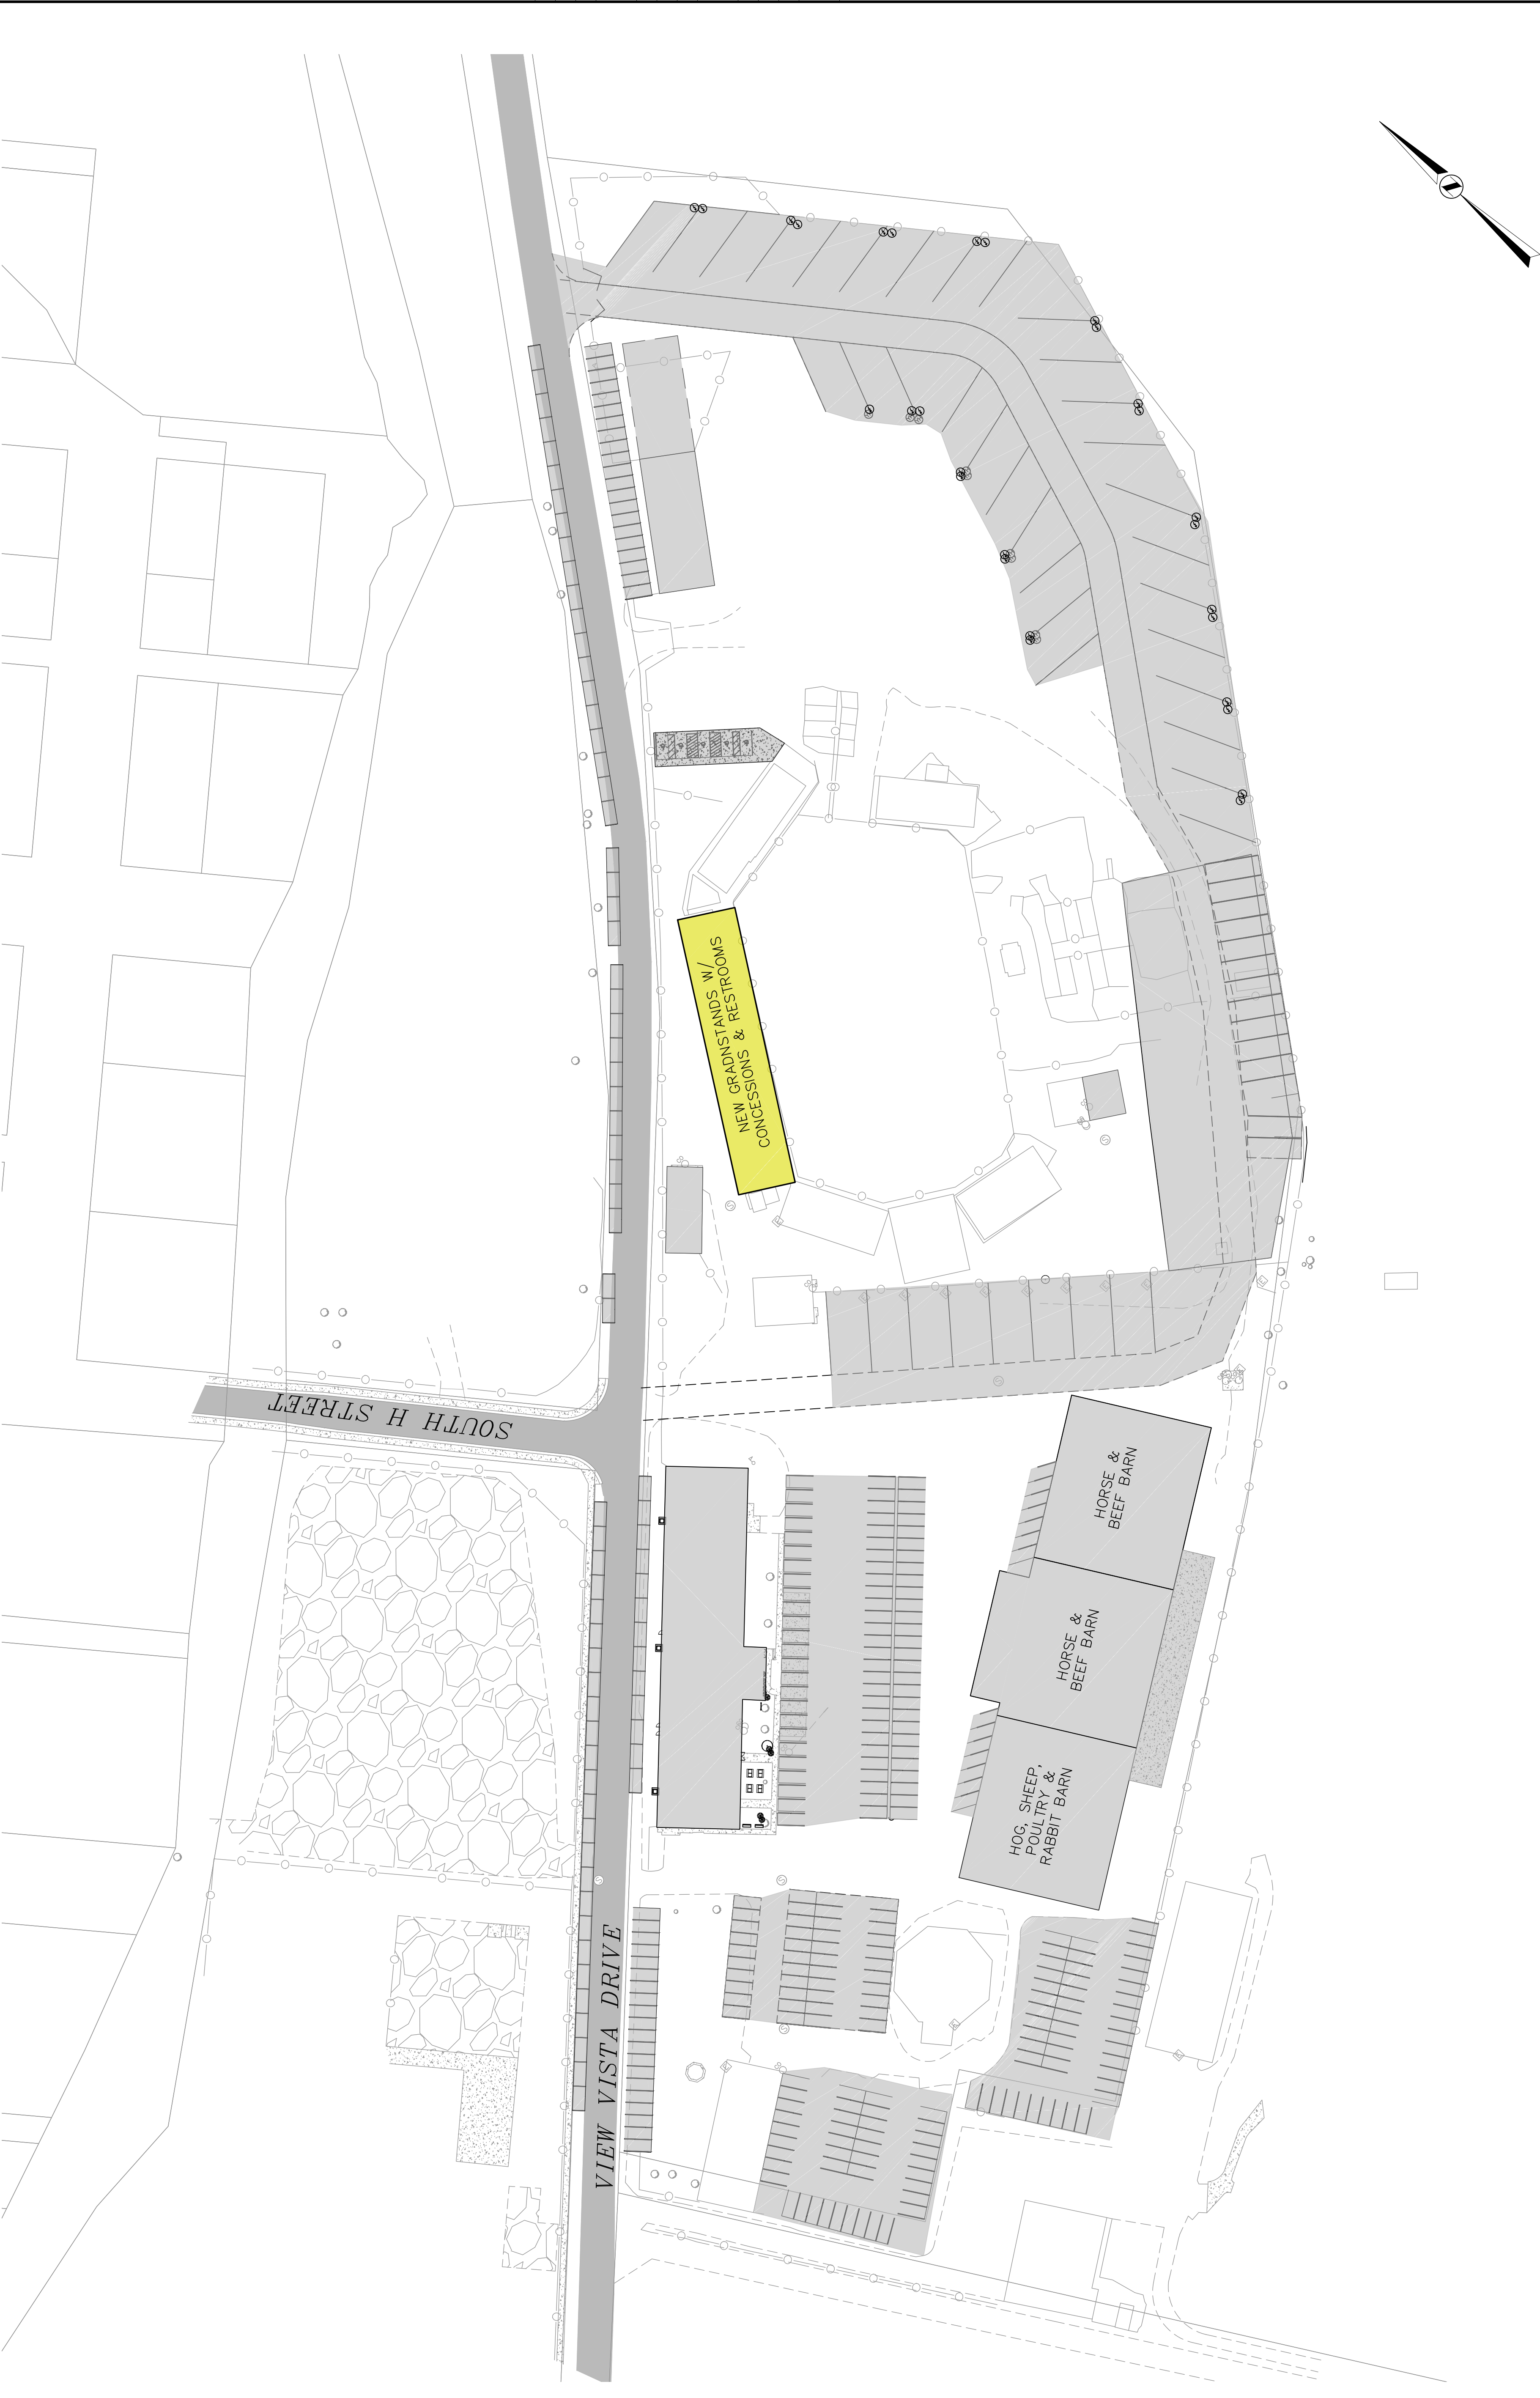 NEW GRADNSTANDS W/
CONCESSIONS & RESTROOMS
SOUTH H STREET
HORSE &
BEEF BARN
HORSE &
BEEF BARN
HOG, SHEEP,
POULTRY &
RABBIT BARN
VIEW VISTA DRIVE